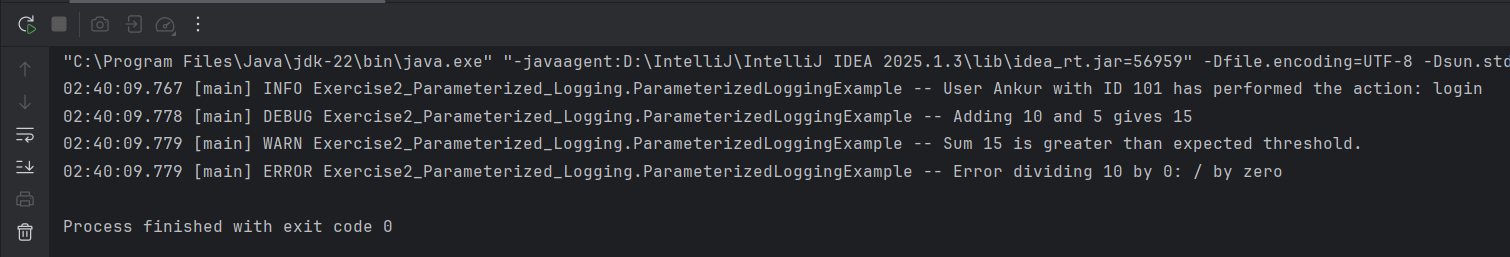 "C:\Program Files\Java\jdk-22\bin\java.exe" "-javaagent:D:\IntelliJ\IntelliJ IDEA 2025.1.3\lib\idea_rt.jar=56959" -Dfile.encoding=UTF-8 -Dsun.std
02:40:09.767 [main] INFO Exercise2_Parameterized_Logging.ParameterizedLoggingExample -- User Ankur with ID 101 has performed the action: login
02:40:09.778 [main] DEBUG Exercise2_Parameterized_Logging.ParameterizedLoggingExample -- Adding 10 and 5 gives 15
02:40:09.779 [main] WARN Exercise2_Parameterized_Logging.ParameterizedLoggingExample -- Sum 15 is greater than expected threshold.
02:40:09.779 [main] ERROR Exercise2_Parameterized_Logging.ParameterizedLoggingExample -- Error dividing 10 by 0: / by zero
Process finished with exit code 0